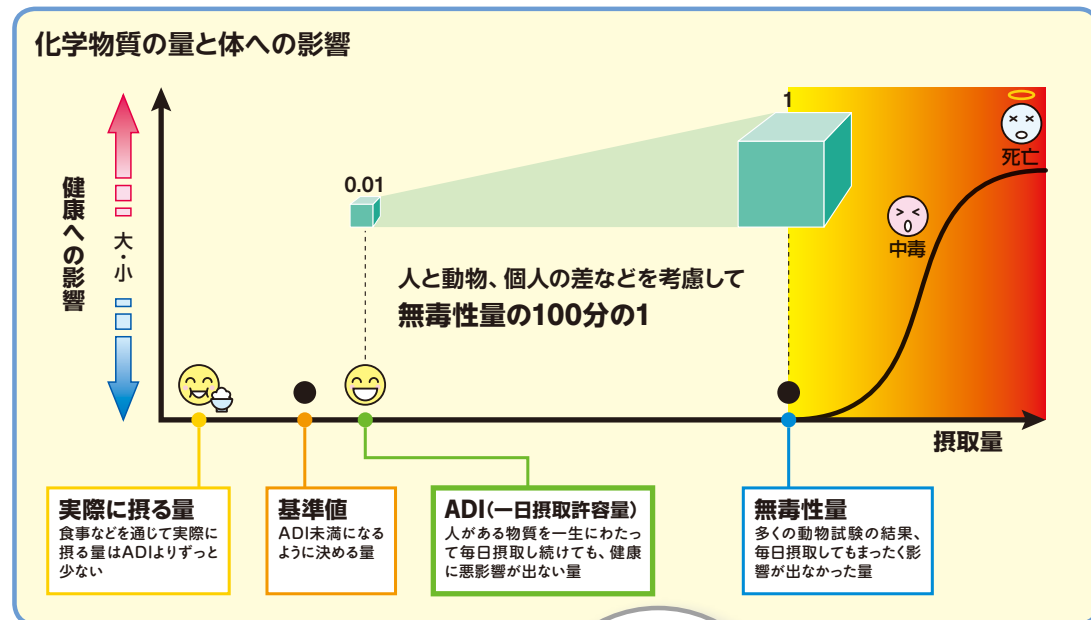 化学物質の量と体への影響
健康への影響
大・小
0.01
1
死亡
中毒
人と動物、個人の差などを考慮して
無毒性量の100分の1
摂取量
実際に摂る量
食事などを通じて実際に
摂る量はADIよりずっと
少ない
基準値
ADI未満になる
ように決める量
ADI(一日摂取許容量)
人がある物質を一生にわたっ
て毎日摂取し続けても、健康
に悪影響が出ない量
無毒性量
多くの動物試験の結果、
毎日摂取してもまったく影
響が出なかった量